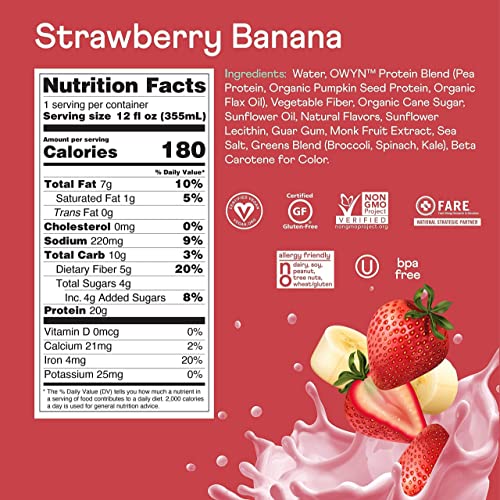 Strawberry Banana
Nutrition Facts
1 serving per container
Serving size 12 fl oz (355mL)
Amount per serving
Calories 180
% Daily Value*
Total Fat 7g 10%
Saturated Fat 1g 5%
Trans Fat 0g
Cholesterol 0mg 0%
Sodium 220mg 9%
Total Carb 10g 3%
Dietary Fiber 5g 20%
Total Sugars 4g
Inc. 4g Added Sugars 8%
Protein 20g
Vitamin D 0mcg 0%
Calcium 21mg 2%
Iron 4mg 20%
Potassium 25mg 0%
* The % Daily Value (DV) tells you how much a nutrient in
a serving of food contributes to a daily diet. 2,000 calories
a day is used for general nutrition advice.
Ingredients: Water, OWYN™ Protein Blend (Pea
Protein, Organic Pumpkin Seed Protein, Organic
Flax Oil), Vegetable Fiber, Organic Cane Sugar,
Sunflower Oil, Natural Flavors, Sunflower
Lecithin, Guar Gum, Monk Fruit Extract, Sea
Salt, Greens Blend (Broccoli, Spinach, Kale), Beta
Carotene for Color.
CERTIFIED VEGAN
VEGAN.ORG
Certified
GF
Gluten-Free
NON
GMO
Project
VERIFIED
nongmoproject.org
FARE
NATIONAL STRATEGIC PARTNER
allergy friendly
no
dairy, soy,
peanut,
tree nuts,
wheat/gluten
U
bpa
free